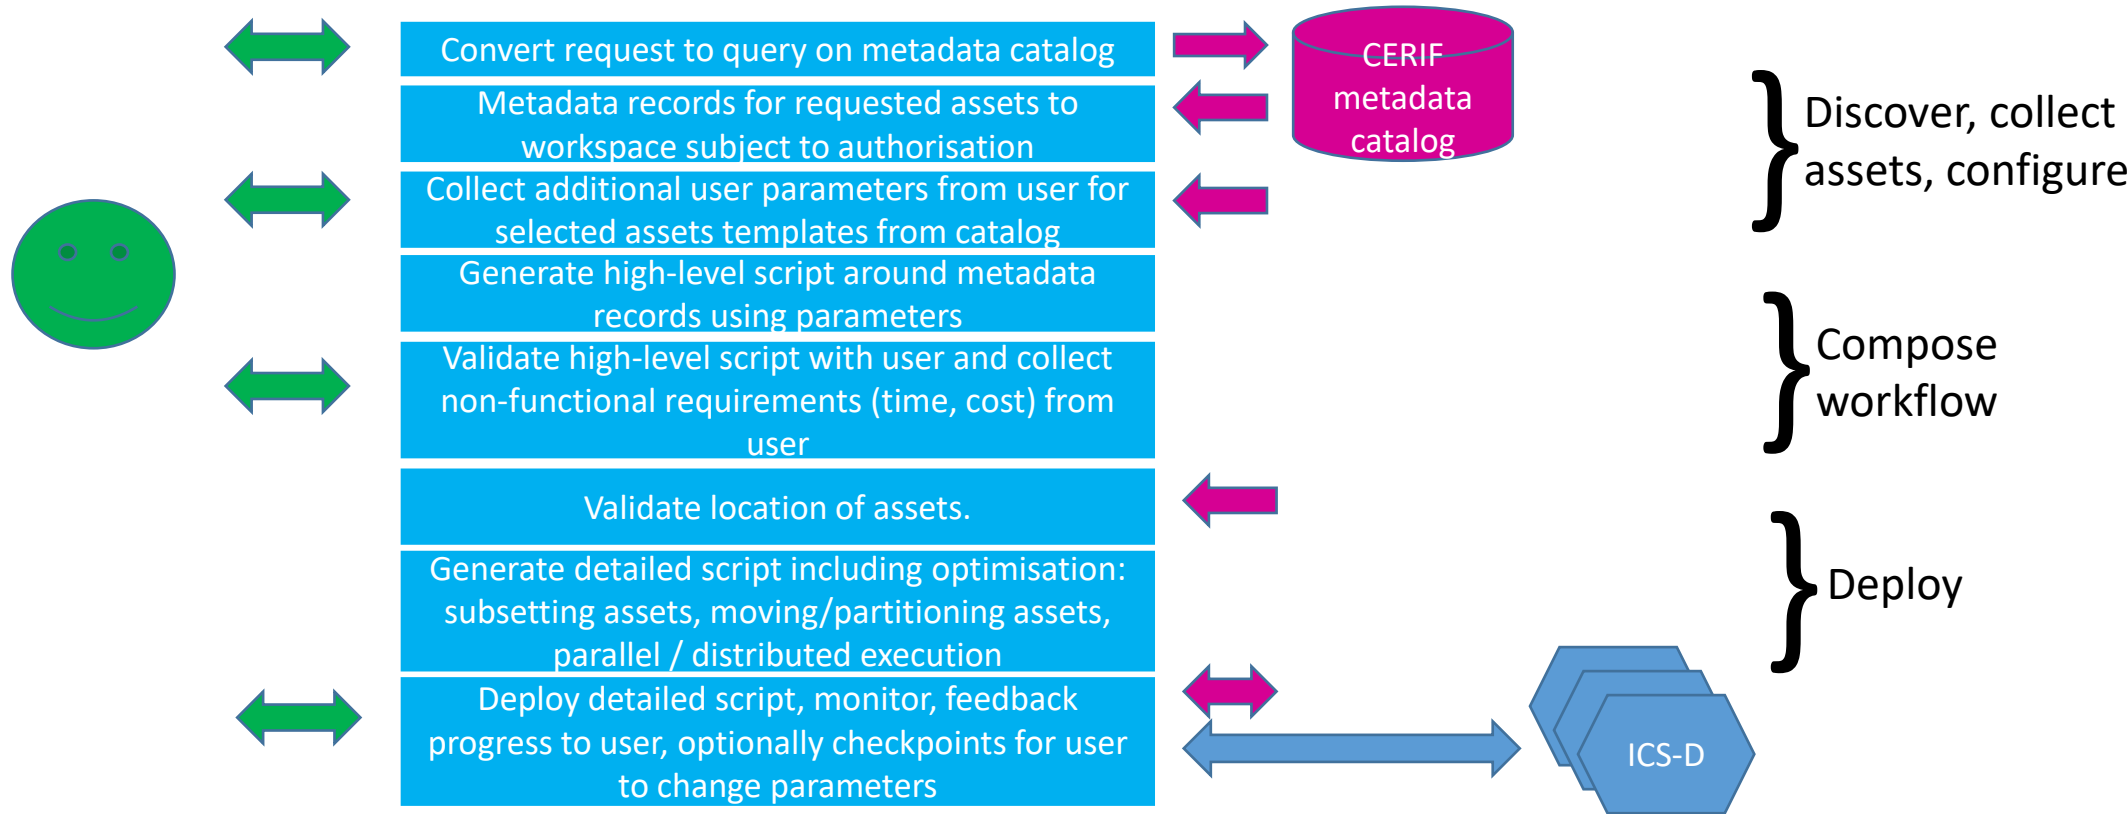 Convert request to query on metadata catalog
Metadata records for requested assets to
workspace subject to authorisation
Collect additional user parameters from user for
selected assets templates from catalog
Generate high-level script around metadata
records using parameters
Validate high-level script with user and collect
non-functional requirements (time, cost) from
user
Validate location of assets.
Generate detailed script including optimisation:
subsetting assets, moving/partitioning assets,
parallel / distributed execution
Deploy detailed script, monitor, feedback
progress to user, optionally checkpoints for user
to change parameters
CERIF
metadata
catalog
ICS-D
} Discover, collect
assets, configure
} Compose
workflow
} Deploy